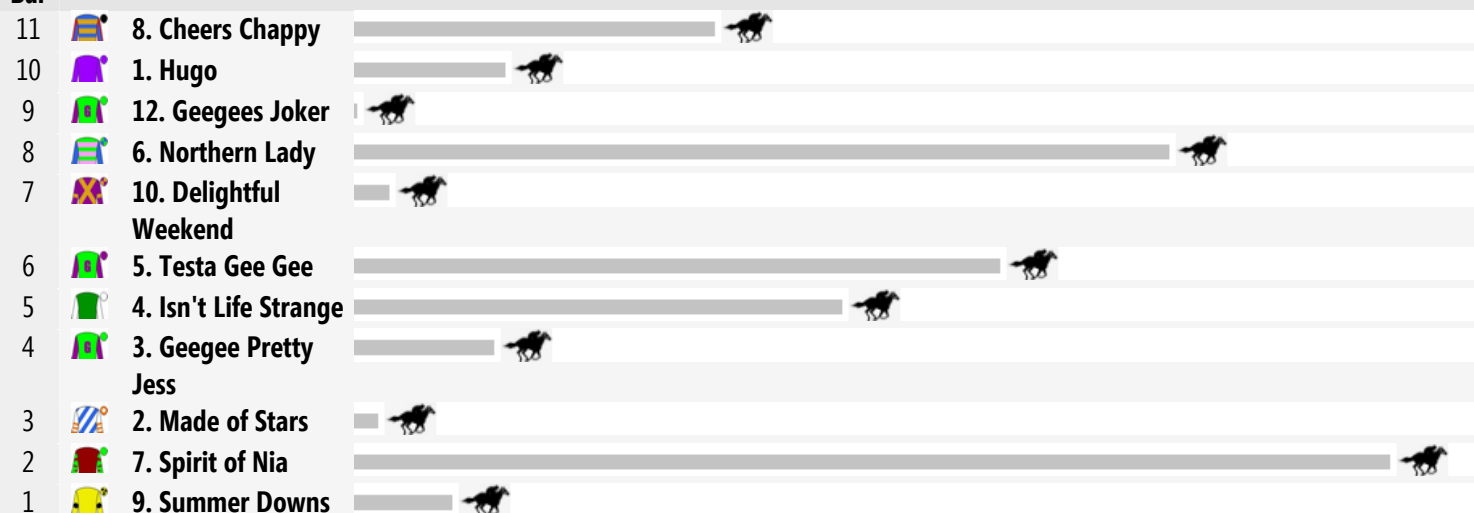 Bar
11 8. Cheers Chappy
10 1. Hugo
9 G 12. Geegees Joker
8 6. Northern Lady
7 10. Delightful
Weekend
6 G 5. Testa Gee Gee
5 4. Isn't Life Strange
4 G 3. Geegee Pretty
Jess
3 2. Made of Stars
2 7. Spirit of Nia
1 9. Summer Downs